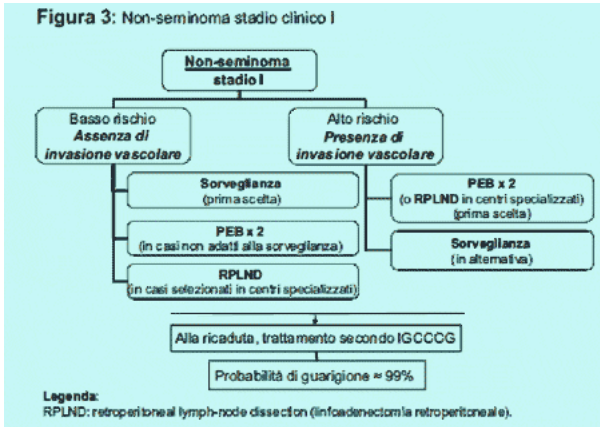 Figura 3: Non-seminoma stadio clinico I
Non-seminoma
stadio I
Basso rischio
Assenza di
invasione vascolare
Alto rischio
Presenza di
invasione vascolare
Sorveglianza
(prima scelta)
PEB x 2
(in casi non adatti alla sorveglianza)
RPLND
(in casi selezionati in centri specializzati)
PEB x 2
(o RPLND in centri specializzati)
(prima scelta)
Sorveglianza
(in alternativa)
Alla ricaduta, trattamento secondo IGCCCG
Probabilità di guarigione ≈ 99%
Legenda:
RPLND: retroperitoneal lymph-node dissection (linfoadenectomia retroperitoneale).